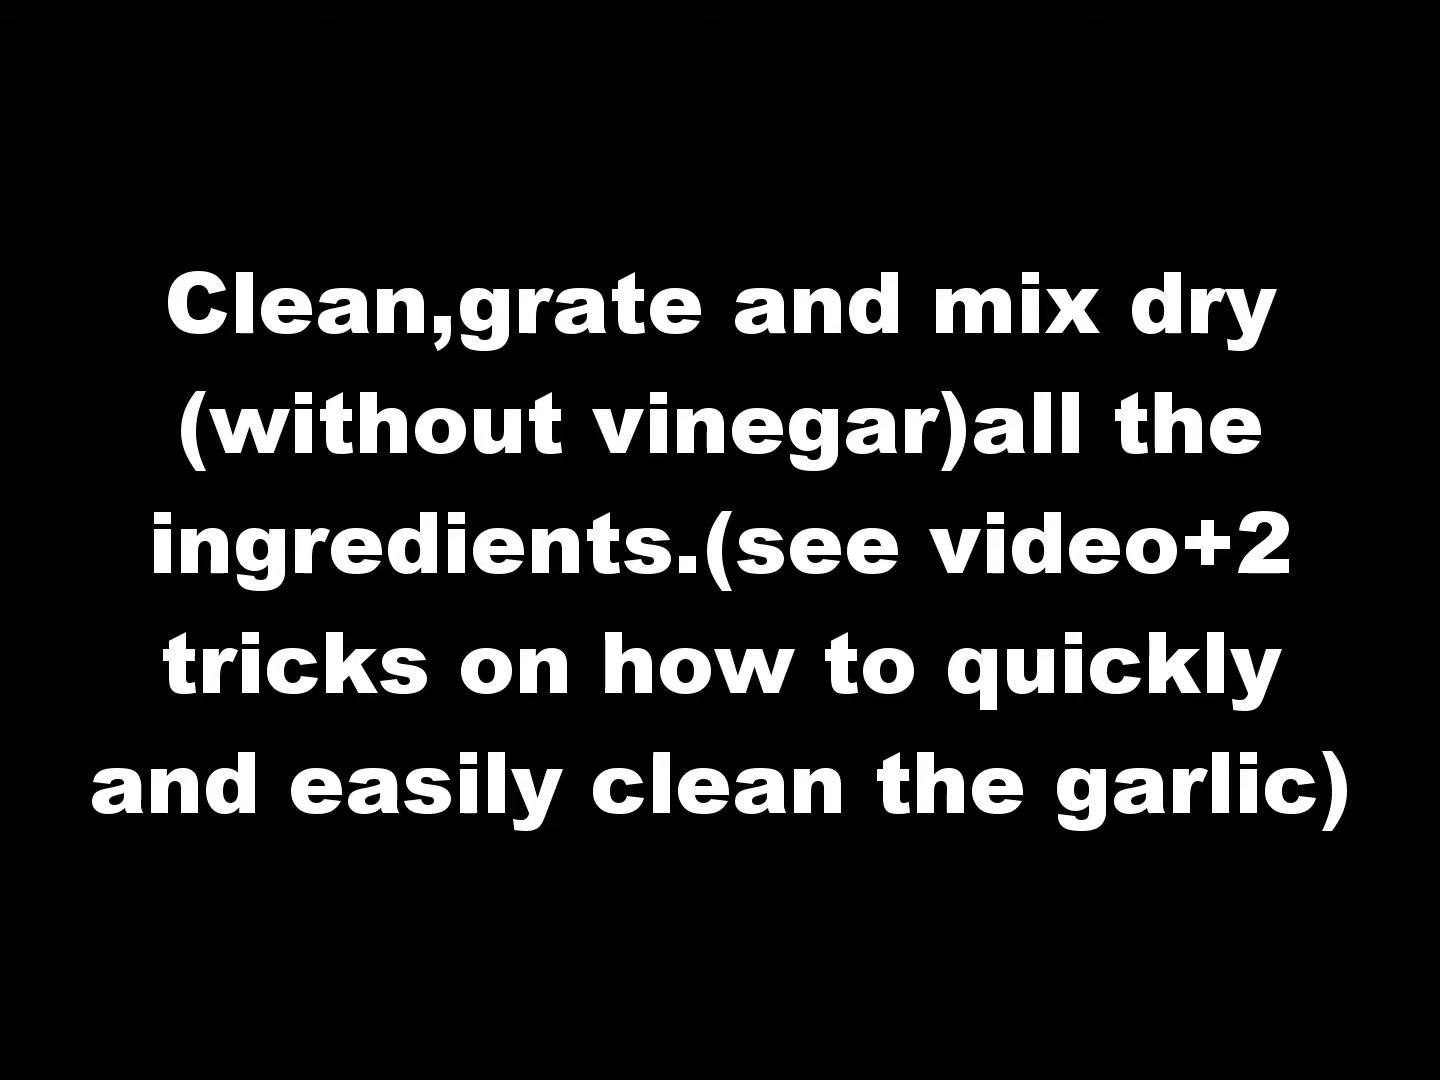 Clean,grate and mix dry
(without vinegar)all the
ingredients.(see video+2
tricks on how to quickly
and easily clean the garlic)